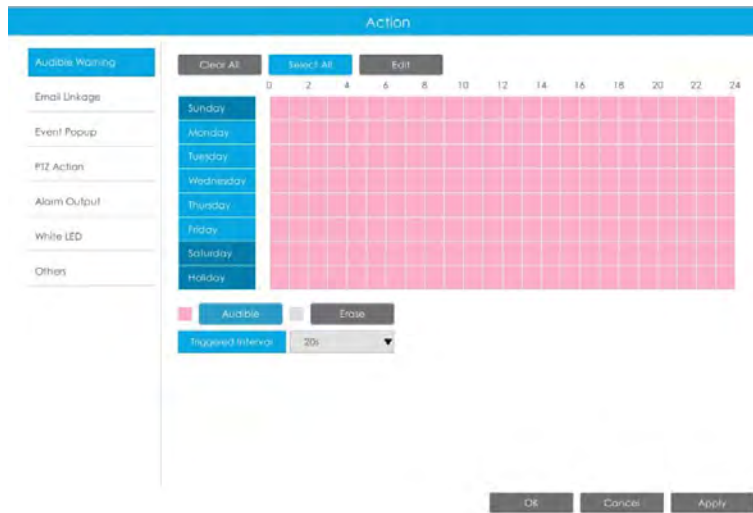 Action
Audible Warning
Email Linkage
Event Popup
PTZ Action
Alarm Output
White LED
Others
Clear All Select All Edit
0 2 4 6 8 10 12 14 16 18 20 22 24
Sunday
Monday
Tuesday
Wednesday
Thursday
Friday
Saturday
Holiday
Audible Erase
Triggered Interval 20s
OK Cancel Apply